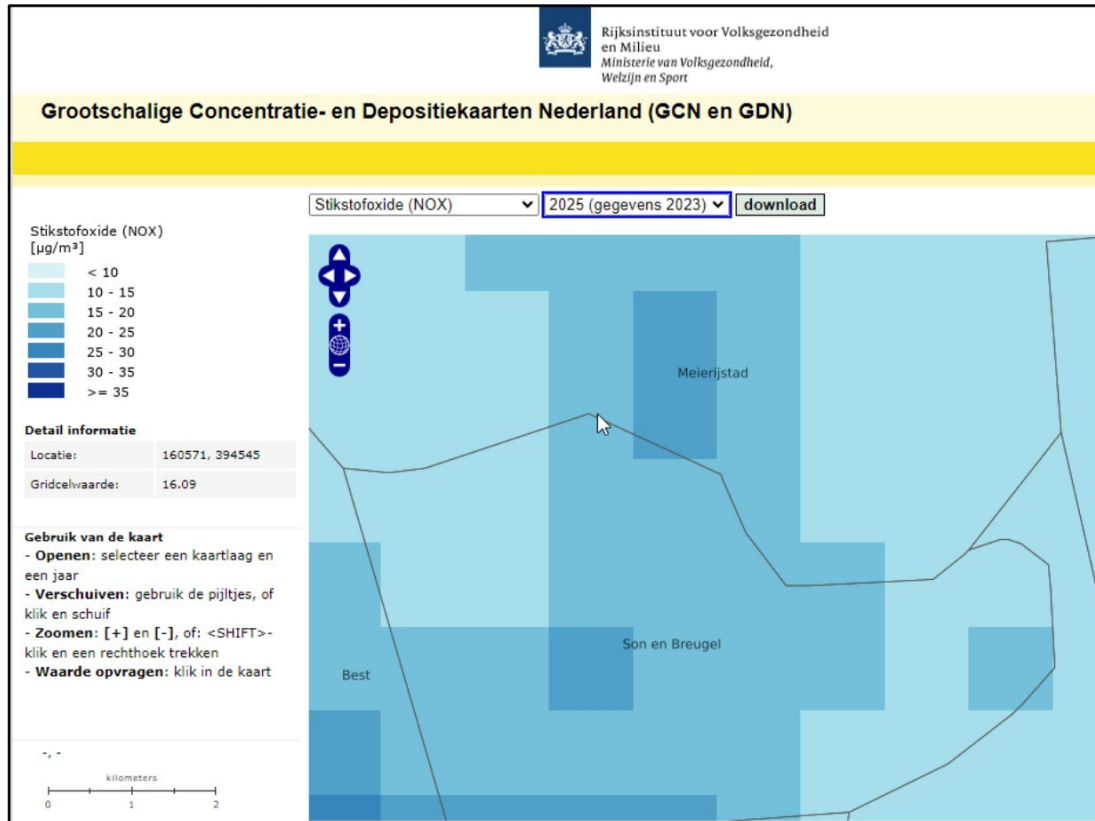 Rijksinstituut voor Volksgezondheid
en Milieu
Ministerie van Volksgezondheid,
Welzijn en Sport
Grootschalige Concentratie- en Depositiekaarten Nederland (GCN en GDN)
Stikstofoxide (NOX)
2025 (gegevens 2023)
download
Stikstofoxide (NOX)
[µg/m³]
< 10
10 - 15
15 - 20
20 - 25
25 - 30
30 - 35
>= 35
Detail informatie
Locatie: 160571, 394545
Gridcelwaarde: 16.09
Gebruik van de kaart
- Openen: selecteer een kaartlaag en
een jaar
- Verschuiven: gebruik de pijltjes, of
klik en schuif
- Zoomen: [+] en [-], of: <SHIFT>-
klik en een rechthoek trekken
- Waarde opvragen: klik in de kaart
-, -
kilometers
0 1 2
Meierijstad
Son en Breugel
Best